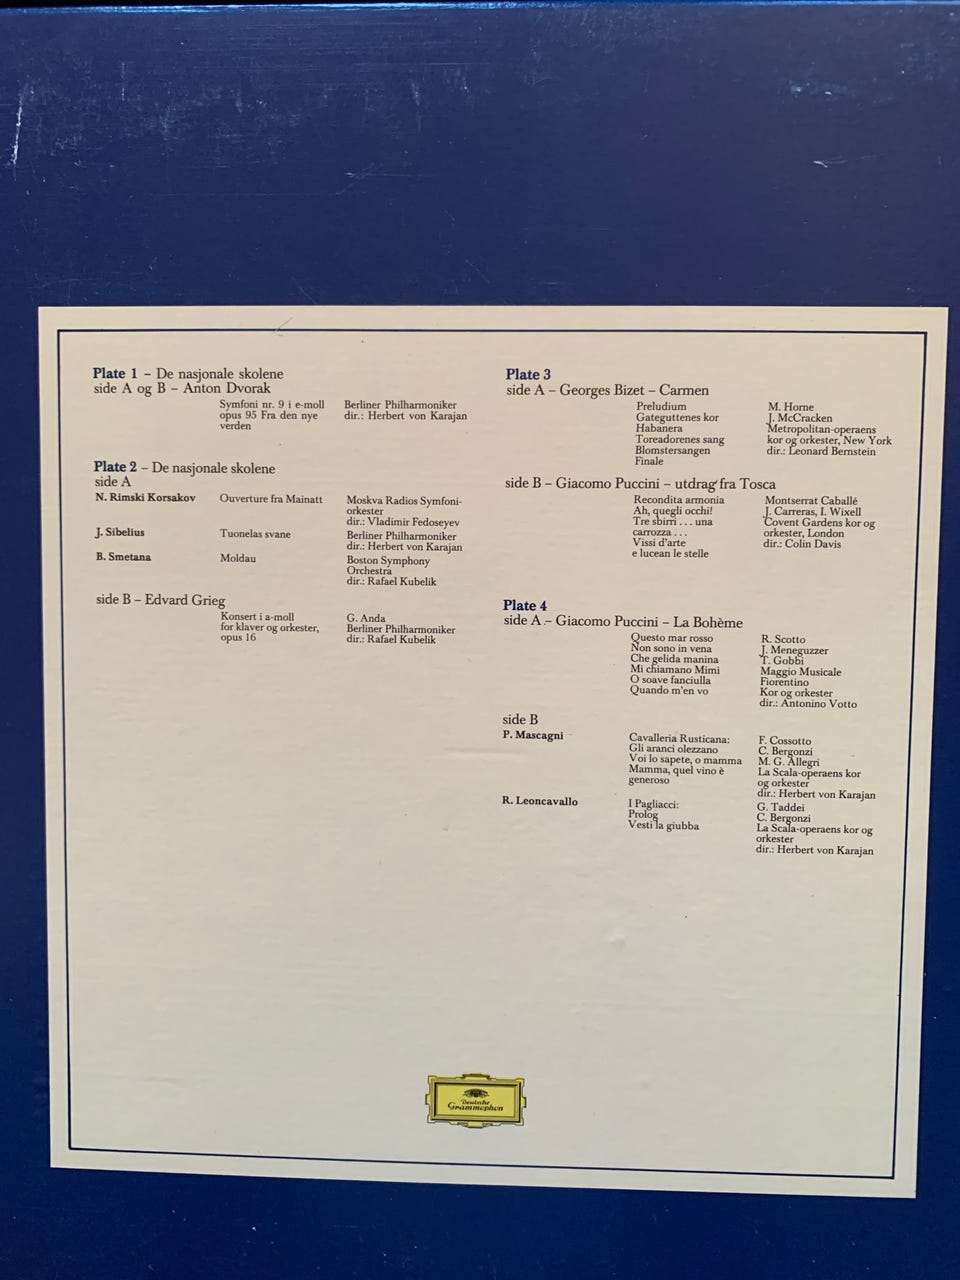 Plate 1 – De nasjonale skolene
side A og B – Anton Dvorak
Symfoni nr. 9 i e-moll
opus 95 Fra den nye
verden
Berliner Philharmoniker
dir.: Herbert von Karajan
Plate 2 – De nasjonale skolene
side A
N. Rimski Korsakov
Ouverture fra Mainatt
Moskva Radios Symfoni-
orkester
dir.: Vladimir Fedoseyev
J. Sibelius
Tuonelas svane
Berliner Philharmoniker
dir.: Herbert von Karajan
B. Smetana
Moldau
Boston Symphony
Orchestra
dir.: Rafael Kubelik
side B – Edvard Grieg
Konsert i a-moll
for klaver og orkester,
opus 16
G. Anda
Berliner Philharmoniker
dir.: Rafael Kubelik
Plate 3
side A – Georges Bizet – Carmen
Preludium
Gateguttenes kor
Habanera
Toreadorenes sang
Blomstersangen
Finale
M. Horne
J. McCracken
Metropolitan-operaens
kor og orkester, New York
dir.: Leonard Bernstein
side B – Giacomo Puccini – utdrag fra Tosca
Recondita armonia
Ah, quegli occhi!
Tre sbirri . . . una
carrozza . . .
Vissi d'arte
e lucean le stelle
Montserrat Caballé
J. Carreras, I. Wixell
Covent Gardens kor og
orkester, London
dir.: Colin Davis
Plate 4
side A – Giacomo Puccini – La Bohème
Questo mar rosso
Non sono in vena
Che gelida manina
Mi chiamano Mimi
O soave fanciulla
Quando m'en vo
R. Scotto
J. Meneguzzer
T. Gobbi
Maggio Musicale
Fiorentino
Kor og orkester
dir.: Antonino Votto
side B
P. Mascagni
Cavalleria Rusticana:
Gli aranci olezzano
Voi lo sapete, o mamma
Mamma, quel vino è
generoso
F. Cossotto
C. Bergonzi
M. G. Allegri
La Scala-operaens kor
og orkester
dir.: Herbert von Karajan
R. Leoncavallo
I Pagliacci:
Prolog
Vesti la giubba
G. Taddei
C. Bergonzi
La Scala-operaens kor og
orkester
dir.: Herbert von Karajan
Deutsche
Grammophon